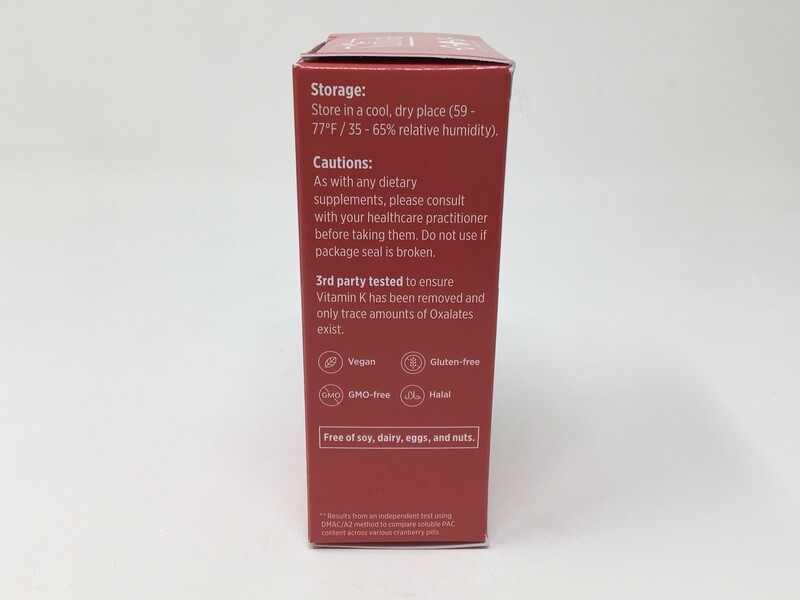 Storage:
Store in a cool, dry place (59 -
77°F / 35 - 65% relative humidity).
Cautions:
As with any dietary
supplements, please consult
with your healthcare practitioner
before taking them. Do not use if
package seal is broken.
3rd party tested to ensure
Vitamin K has been removed and
only trace amounts of Oxalates
exist.
Vegan
Gluten-free
GMO
GMO-free
حلال
Halal
Free of soy, dairy, eggs, and nuts.
** Results from an independent test using
DMAC/A2 method to compare soluble PAC
content across various cranberry pills.